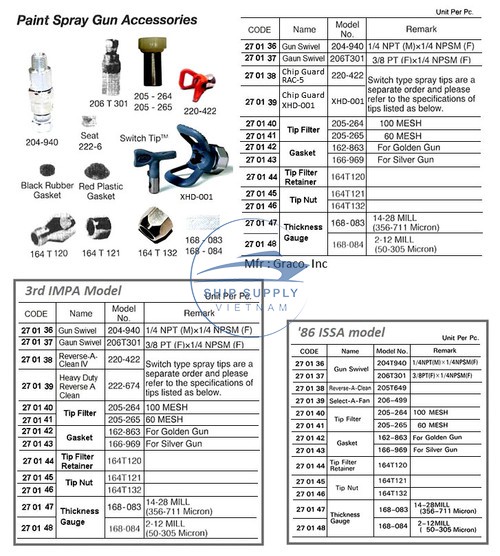 Paint Spray Gun Accessories
206 T 301
205 - 264
205 - 265
220-422
204-940
Seat
222-6
Switch Tip™
Black Rubber
Gasket
Red Plastic
Gasket
XHD-001
164 T 120
164 T 121
164 T 132
168 - 083
168 - 084
Unit Per Pc.
CODE Name Model No. Remark
27 01 36 Gun Swivel 204-940 1/4 NPT (M)×1/4 NPSM (F)
27 01 37 Gaun Swivel 206T301 3/8 PT (F)×1/4 NPSM (F)
27 01 38 Chip Guard RAC-5 220-422 Switch type spray tips are a
27 01 39 Chip Guard XHD-001 XHD-001 separate order and please
refer to the specifications of
tips listed as below.
27 01 40 Tip Filter 205-264 100 MESH
27 01 41 205-265 60 MESH
27 01 42 Gasket 162-863 For Golden Gun
27 01 43 166-969 For Silver Gun
27 01 44 Tip Filter Retainer 164T120
27 01 45 Tip Nut 164T121
27 01 46 164T132
27 01 47 Thickness Gauge 168-083 14-28 MILL (356-711 Micron)
27 01 48 168-084 2-12 MILL (50-305 Micron)
Mfr : Graco, Inc
SHIP SUPPLY
VIETNAM
3rd IMPA Model
Unit Per Pc.
CODE Name Model No. Remark
27 01 36 Gun Swivel 204-940 1/4 NPT (M)×1/4 NPSM (F)
27 01 37 Gaun Swivel 206T301 3/8 PT (F)×1/4 NPSM (F)
27 01 38 Reverse-A-Clean IV 220-422 Switch type spray tips are a
27 01 39 Heavy Duty Reverse A Clean 222-674 separate order and please
refer to the specifications of
tips listed as below.
27 01 40 Tip Filter 205-264 100 MESH
27 01 41 205-265 60 MESH
27 01 42 Gasket 162-863 For Golden Gun
27 01 43 166-969 For Silver Gun
27 01 44 Tip Filter Retainer 164T120
27 01 45 Tip Nut 164T121
27 01 46 164T132
27 01 47 Thickness Gauge 168-083 14-28 MILL (356-711 Micron)
27 01 48 168-084 2-12 MILL (50-305 Micron)
'86 ISSA model
Unit Per Pc.
CODE Name Model No. Remark
27 01 36 Gun Swivel 204T940 1/4NPT(M)×1/4NPSM(F)
27 01 37 206T301 3/8PT(F)×1/4NPSM(F)
27 01 38 Reverse-A-Clean 205T649
27 01 39 Select-A-Fan 206-499
27 01 40 Tip Filter 205-264 100 MESH
27 01 41 205-265 60 MESH
27 01 42 Gasket 162-863 For Golden Gun
27 01 43 166-969 For Silver Gun
27 01 44 Tip Filter Retainer 164T120
27 01 45 Tip Nut 164T121
27 01 46 164T132
27 01 47 Thickness Gauge 168-083 14-28MILL (356-711 Micron)
27 01 48 168-084 2-12MILL ( 50-305 Micron)